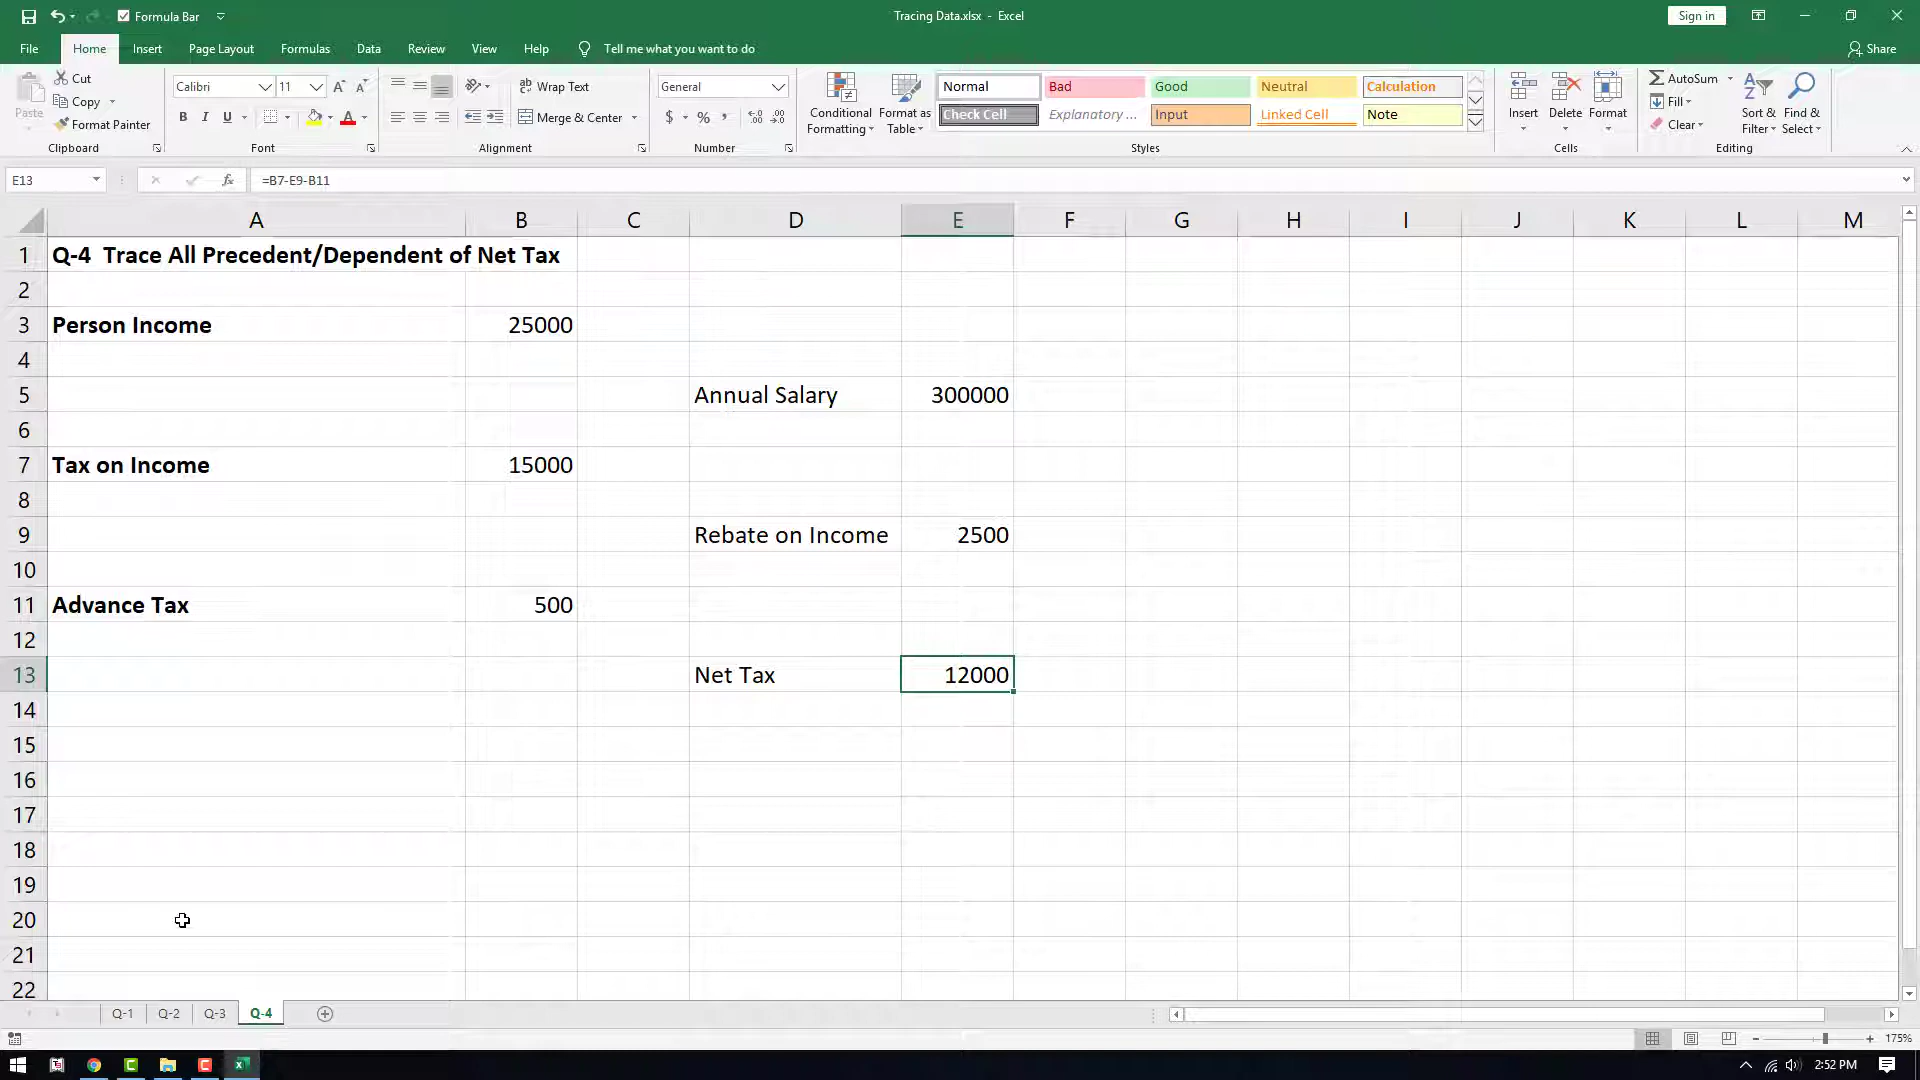 Formula Bar
Tracing Data.xlsx - Excel
Sign in
File Home Insert Page Layout Formulas Data Review View Help Tell me what you want to do
Share
Paste
Cut
Copy
Format Painter
Clipboard
Calibri 11
B I U
Font
Wrap Text
Merge & Center
Alignment
General
$ %
Number
Conditional Formatting
Format as Table
Normal Bad Good Neutral Calculation
Check Cell Explanatory ... Input Linked Cell Note
Styles
Insert Delete Format
Cells
AutoSum
Fill
Clear
Sort & Filter
Find & Select
Editing
E13 fx =B7-E9-B11
A B C D E F G H I J K L M
1 Q-4 Trace All Precedent/Dependent of Net Tax
2
3 Person Income 25000
4
5 Annual Salary 300000
6
7 Tax on Income 15000
8
9 Rebate on Income 2500
10
11 Advance Tax 500
12
13 Net Tax 12000
14
15
16
17
18
19
20
21
22
Q-1 Q-2 Q-3 Q-4
175%
2:52 PM